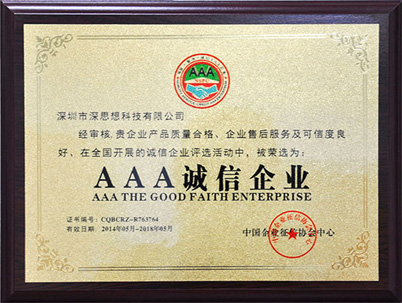 AAA
深圳市深思想科技有限公司
经审核,贵企业产品质量合格、企业售后服务及可信度良
好、在全国开展的诚信企业评选活动中,被荣选为:
AAA诚信企业
AAA THE GOOD FAITH ENTERPRISE
证书编号:CQBCRZ-R763764
有效日期:2014年05月-2018年05月
中国企业征信协会中心